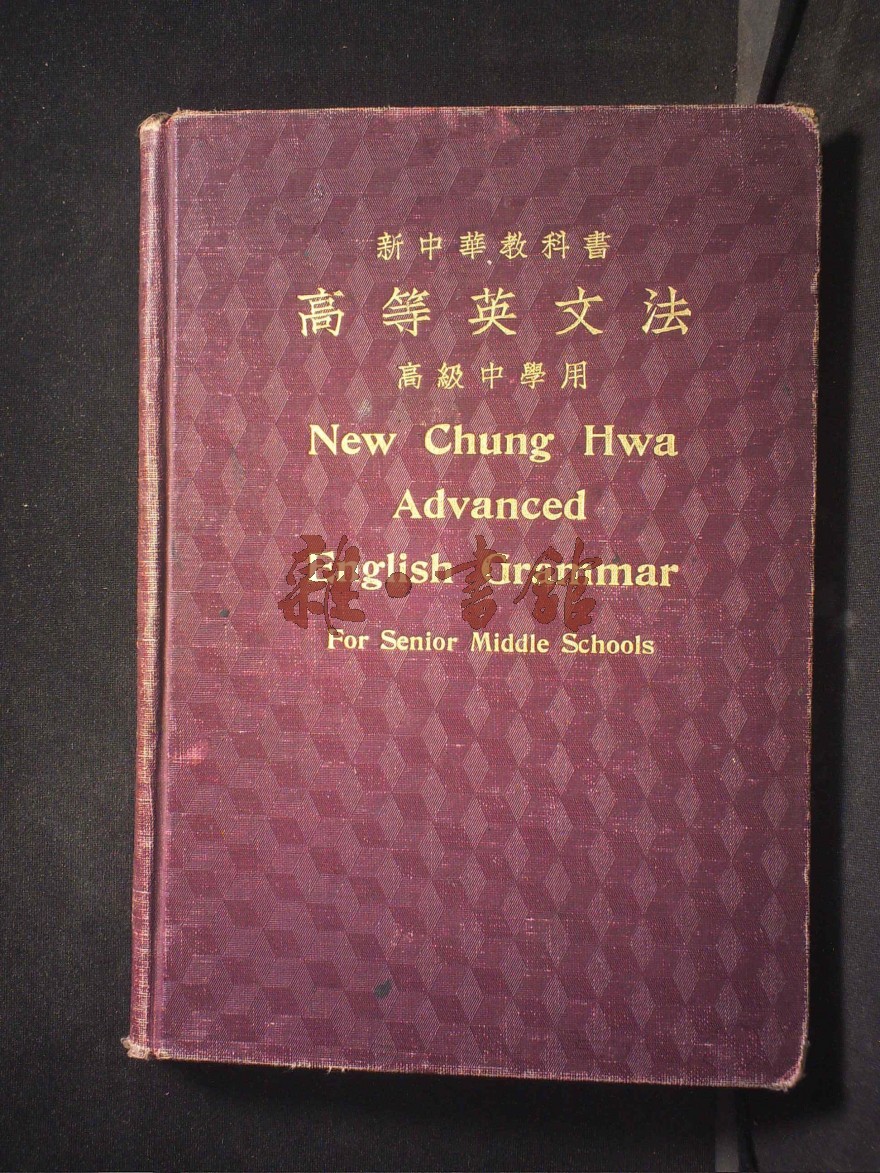 新中華教科書
高等英文法
高級中學用
New Chung Hwa
Advanced
English Grammar
雜·書館
For Senior Middle Schools